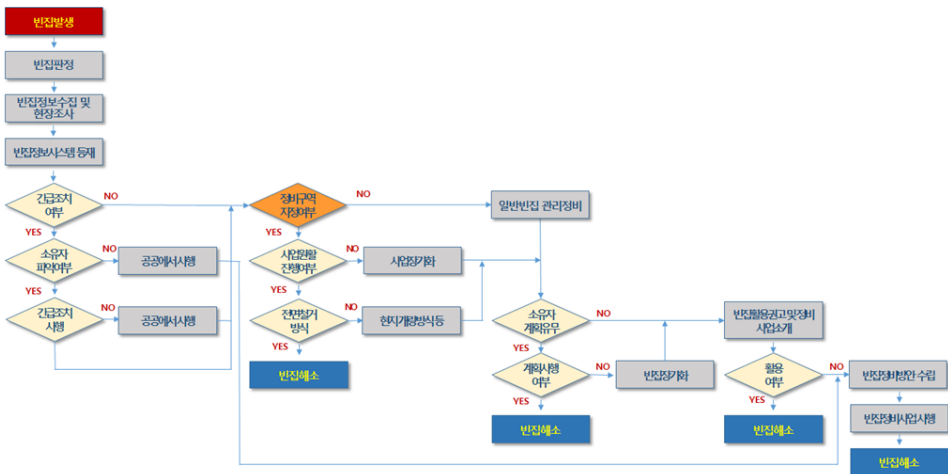 빈집발생
빈집판정
빈집정보수집 및
현장조사
빈집정보시스템 등재
긴급조치
여부
NO
YES
소유자
파악여부
NO
공공에서시행
YES
긴급조치
시행
NO
공공에서시행
정비구역
지정여부
NO
YES
사업원활
진행여부
NO
사업장기화
YES
전면철거
방식
NO
현지개량방식등
YES
빈집해소
일반빈집 관리정비
소유자
계획유무
NO
YES
계획시행
여부
NO
빈집장기화
YES
빈집해소
빈집활용권고및정비
사업소개
활용
여부
NO
YES
빈집해소
빈집정비방안 수립
빈집정비사업시행
빈집해소